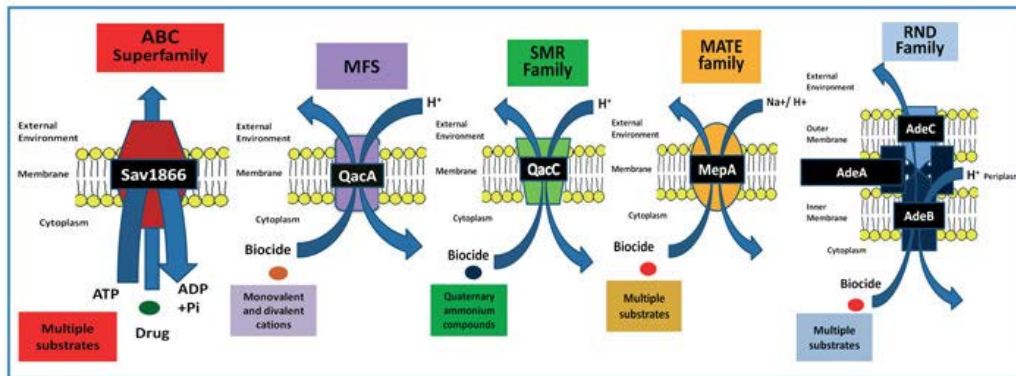 ABC
Superfamily
External
Environment
Membrane
Sav1866
Cytoplasm
ATP
ADP
+Pi
Drug
Multiple
substrates
MFS
H+
External
Environment
Membrane
QacA
Cytoplasm
Biocide
Monovalent
and divalent
cations
SMR
Family
H+
External
Environment
Membrane
QacC
Cytoplasm
Biocide
Quaternary
ammonium
compounds
MATE
family
Na+/ H+
External
Environment
Membrane
MepA
Cytoplasm
Biocide
Multiple
substrates
RND
Family
External
Environment
Outer
Membrane
AdeC
AdeA
H+
Periplasm
Inner
Membrane
AdeB
Cytoplasm
Biocide
Multiple
substrates